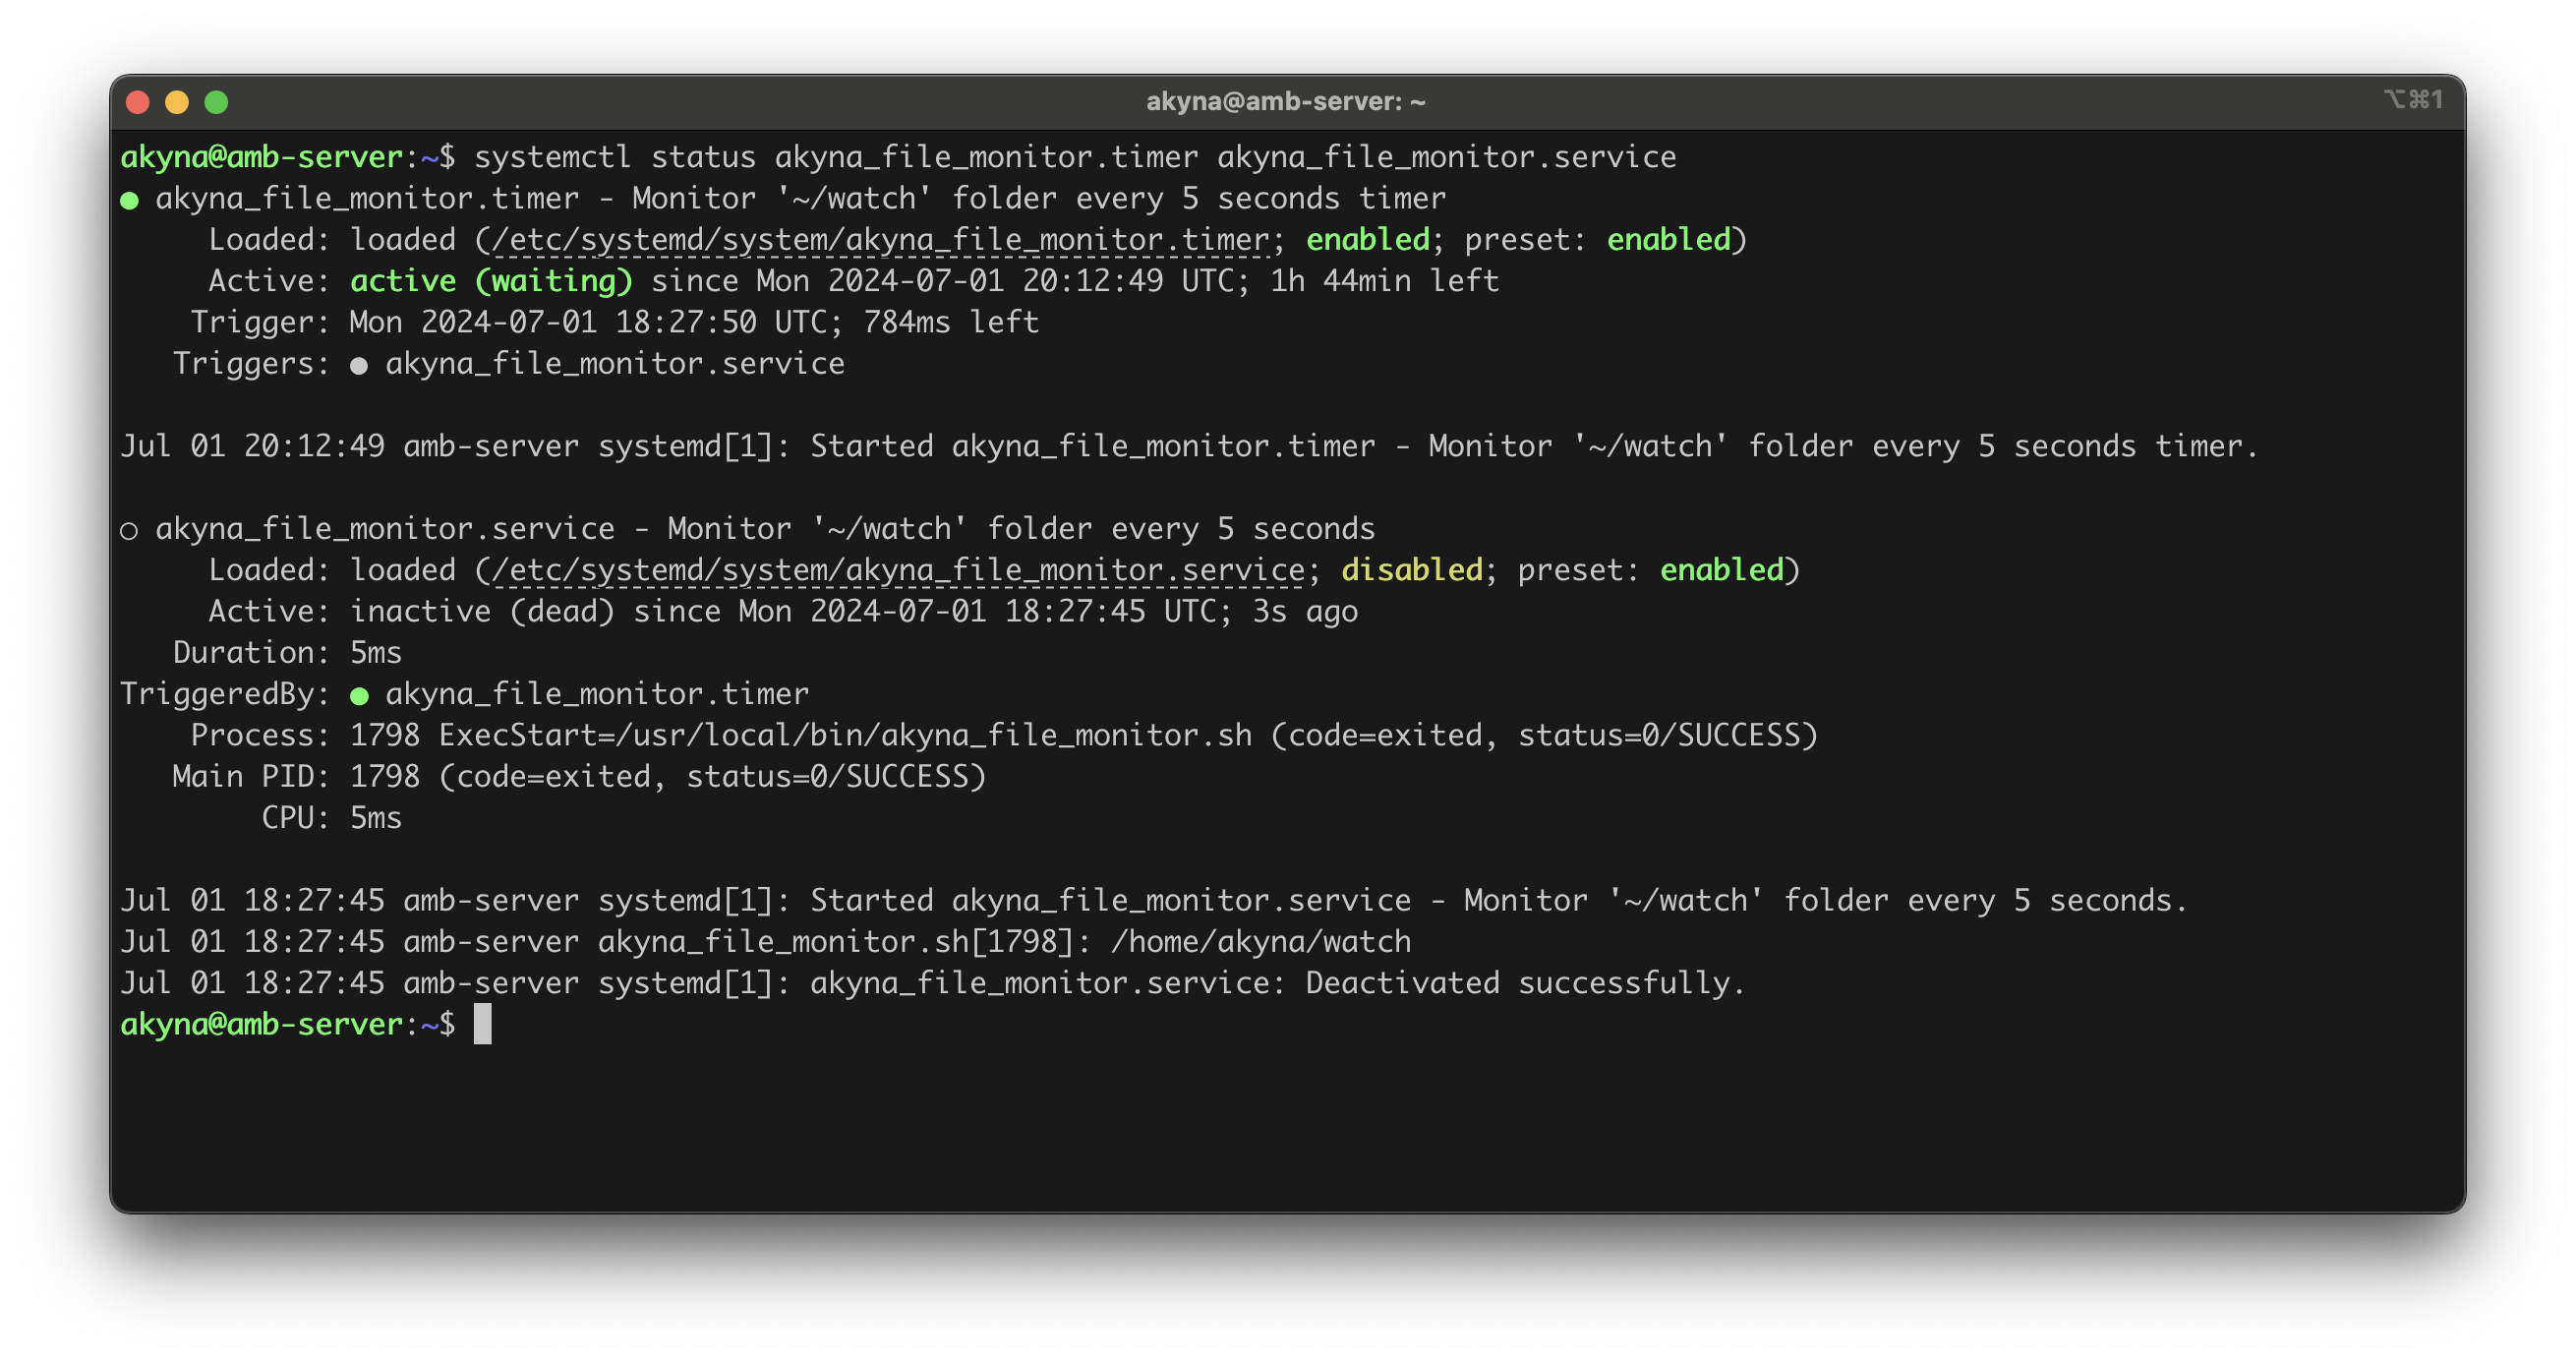 akyna@amb-server: ~
⌥⌘1
akyna@amb-server:~$ systemctl status akyna_file_monitor.timer akyna_file_monitor.service
● akyna_file_monitor.timer - Monitor '~/watch' folder every 5 seconds timer
     Loaded: loaded (/etc/systemd/system/akyna_file_monitor.timer; enabled; preset: enabled)
     Active: active (waiting) since Mon 2024-07-01 20:12:49 UTC; 1h 44min left
    Trigger: Mon 2024-07-01 18:27:50 UTC; 784ms left
   Triggers: ● akyna_file_monitor.service

Jul 01 20:12:49 amb-server systemd[1]: Started akyna_file_monitor.timer - Monitor '~/watch' folder every 5 seconds timer.

○ akyna_file_monitor.service - Monitor '~/watch' folder every 5 seconds
     Loaded: loaded (/etc/systemd/system/akyna_file_monitor.service; disabled; preset: enabled)
     Active: inactive (dead) since Mon 2024-07-01 18:27:45 UTC; 3s ago
   Duration: 5ms
TriggeredBy: ● akyna_file_monitor.timer
    Process: 1798 ExecStart=/usr/local/bin/akyna_file_monitor.sh (code=exited, status=0/SUCCESS)
   Main PID: 1798 (code=exited, status=0/SUCCESS)
        CPU: 5ms

Jul 01 18:27:45 amb-server systemd[1]: Started akyna_file_monitor.service - Monitor '~/watch' folder every 5 seconds.
Jul 01 18:27:45 amb-server akyna_file_monitor.sh[1798]: /home/akyna/watch
Jul 01 18:27:45 amb-server systemd[1]: akyna_file_monitor.service: Deactivated successfully.
akyna@amb-server:~$